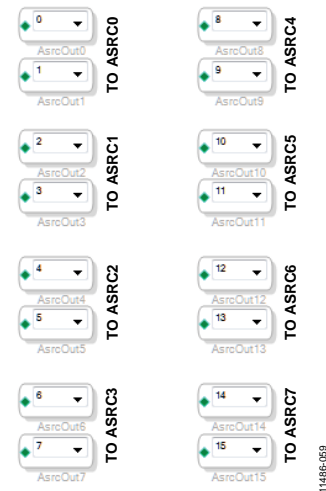 0
AsrcOut0
1
AsrcOut1
TO ASRC0
2
AsrcOut2
3
AsrcOut3
TO ASRC1
4
AsrcOut4
5
AsrcOut5
TO ASRC2
6
AsrcOut6
7
AsrcOut7
TO ASRC3
8
AsrcOut8
9
AsrcOut9
TO ASRC4
10
AsrcOut10
11
AsrcOut11
TO ASRC5
12
AsrcOut12
13
AsrcOut13
TO ASRC6
14
AsrcOut14
15
AsrcOut15
TO ASRC7
11486-059